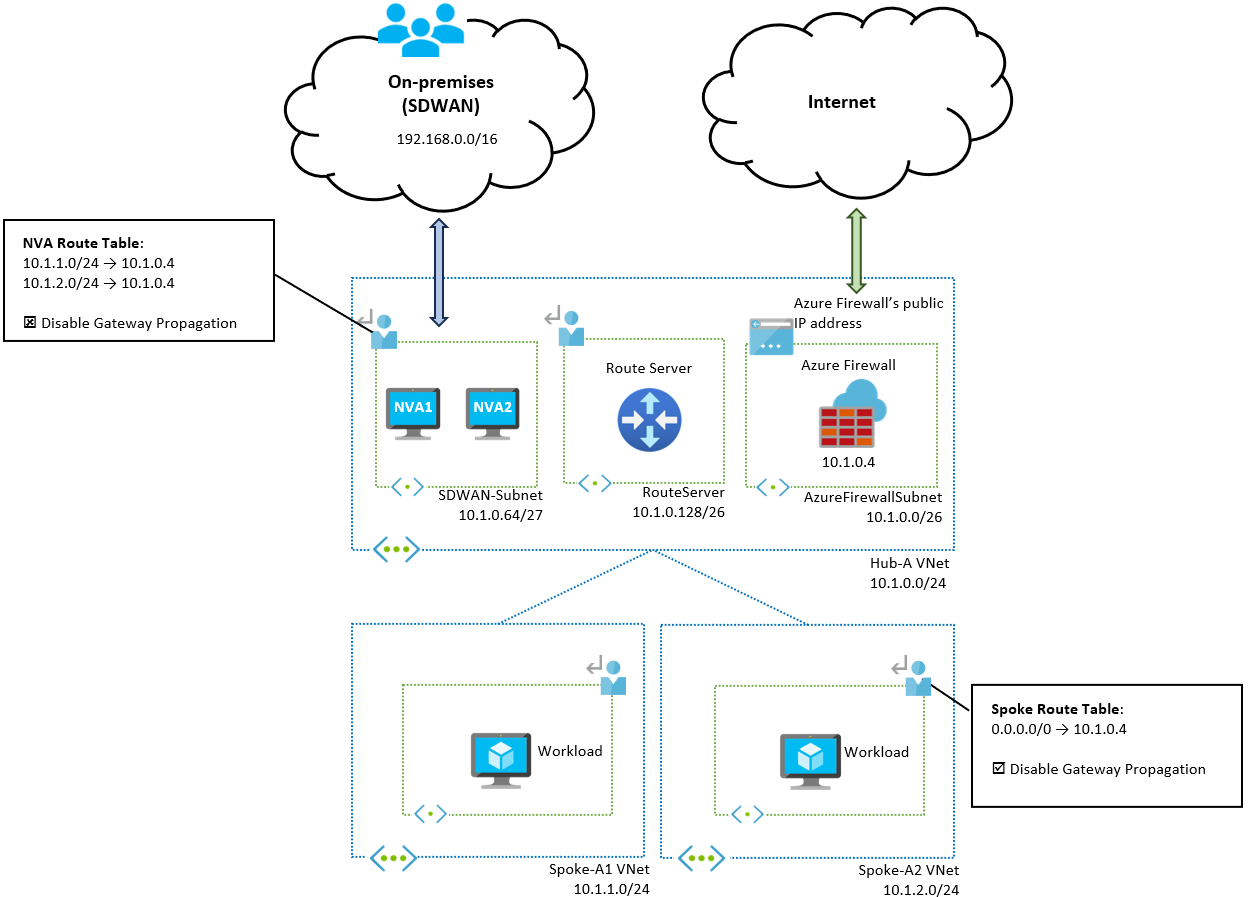 On-premises
(SDWAN)
192.168.0.0/16
Internet
NVA Route Table:
10.1.1.0/24 → 10.1.0.4
10.1.2.0/24 → 10.1.0.4
☒ Disable Gateway Propagation
Azure Firewall’s public
IP address
Route Server
Azure Firewall
NVA1
NVA2
10.1.0.4
SDWAN-Subnet
10.1.0.64/27
RouteServer
10.1.0.128/26
AzureFirewallSubnet
10.1.0.0/26
Hub-A VNet
10.1.0.0/24
Workload
Workload
Spoke Route Table:
0.0.0.0/0 → 10.1.0.4
☑ Disable Gateway Propagation
Spoke-A1 VNet
10.1.1.0/24
Spoke-A2 VNet
10.1.2.0/24